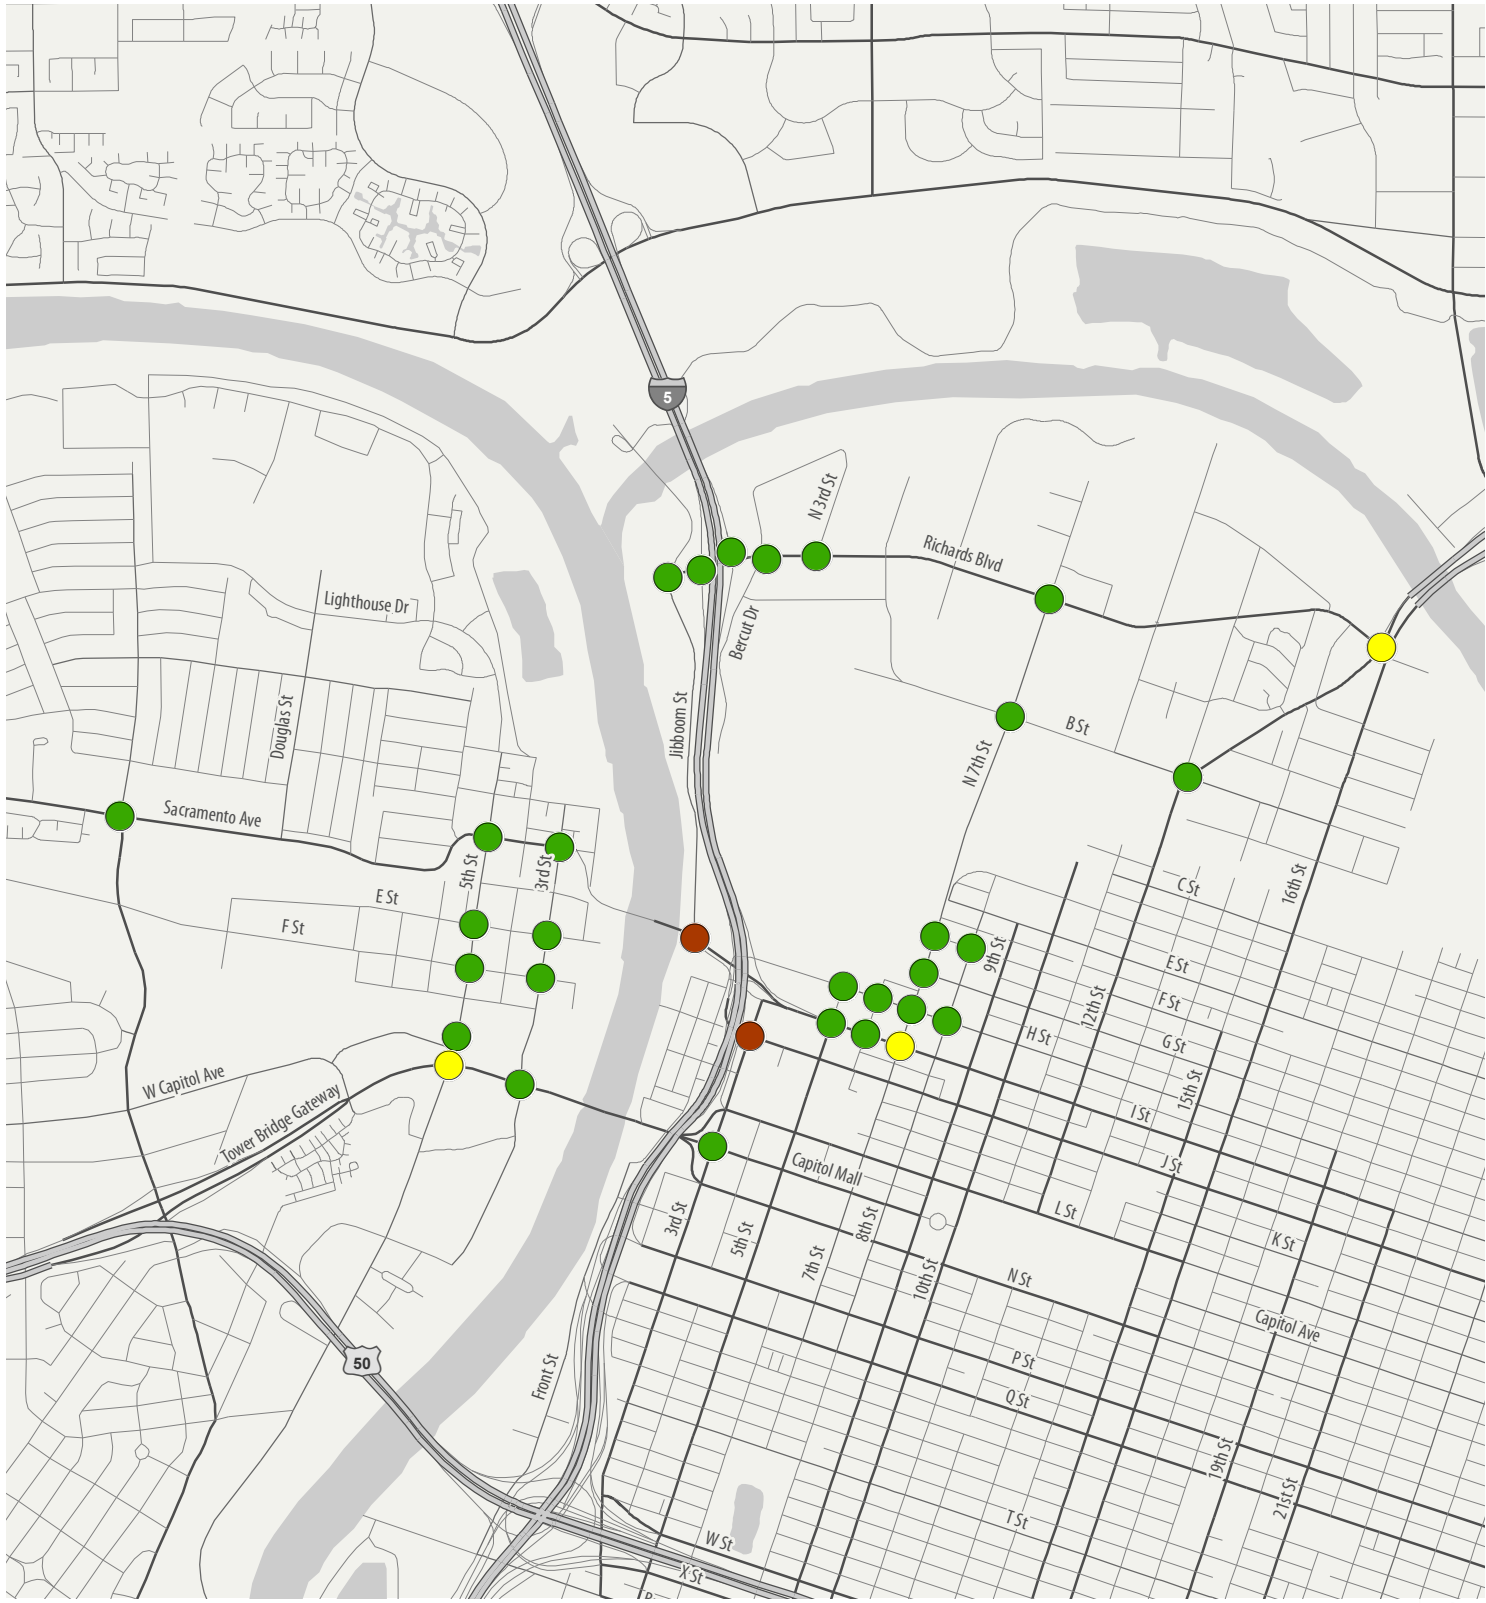 5
N 3rd St
Richards Blvd
Lighthouse Dr
Bercut Dr
Douglas St
Jibboom St
B St
N 7th St
Sacramento Ave
5th St
3rd St
C St
16th St
E St
F St
9th St
E St
F St
12th St
H St
G St
W Capitol Ave
15th St
Tower Bridge Gateway
I St
Capitol Mall
J St
3rd St
5th St
8th St
L St
7th St
10th St
K St
N St
Capitol Ave
50
Front St
P St
Q St
19th St
21st St
T St
W St
X St